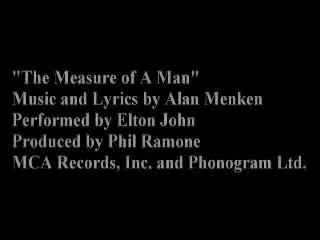 "The Measure of A Man"
Music and Lyrics by Alan Menken
Performed by Elton John
Produced by Phil Ramone
MCA Records, Inc. and Phonogram Ltd.